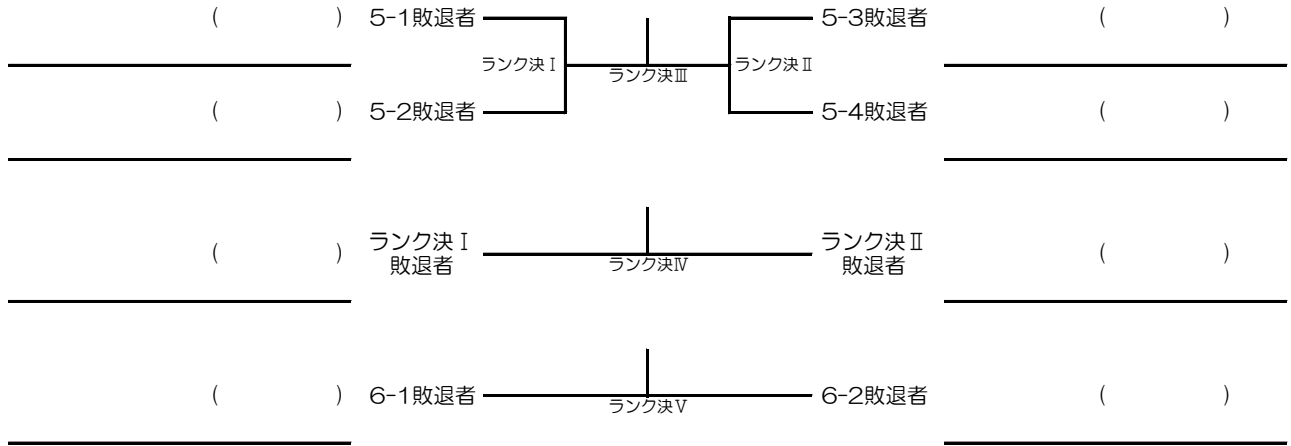 (　　　) 5-1敗退者 5-3敗退者 (　　　)
ランク決Ⅰ ランク決Ⅲ ランク決Ⅱ
(　　　) 5-2敗退者 5-4敗退者 (　　　)
(　　　) ランク決Ⅰ
敗退者
ランク決Ⅳ
ランク決Ⅱ
敗退者 (　　　)
(　　　) 6-1敗退者 ランク決Ⅴ 6-2敗退者 (　　　)